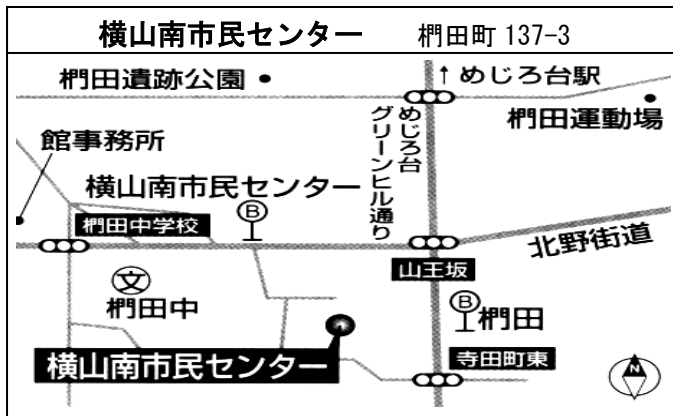 横山南市民センター 椚田町 137-3
椚田遺跡公園
↑めじろ台駅
椚田運動場
館事務所
めじろ台
グリーンヒル通り
横山南市民センター
B
椚田中学校
北野街道
山王坂
文
椚田中
B
椚田
横山南市民センター
寺田町東
N